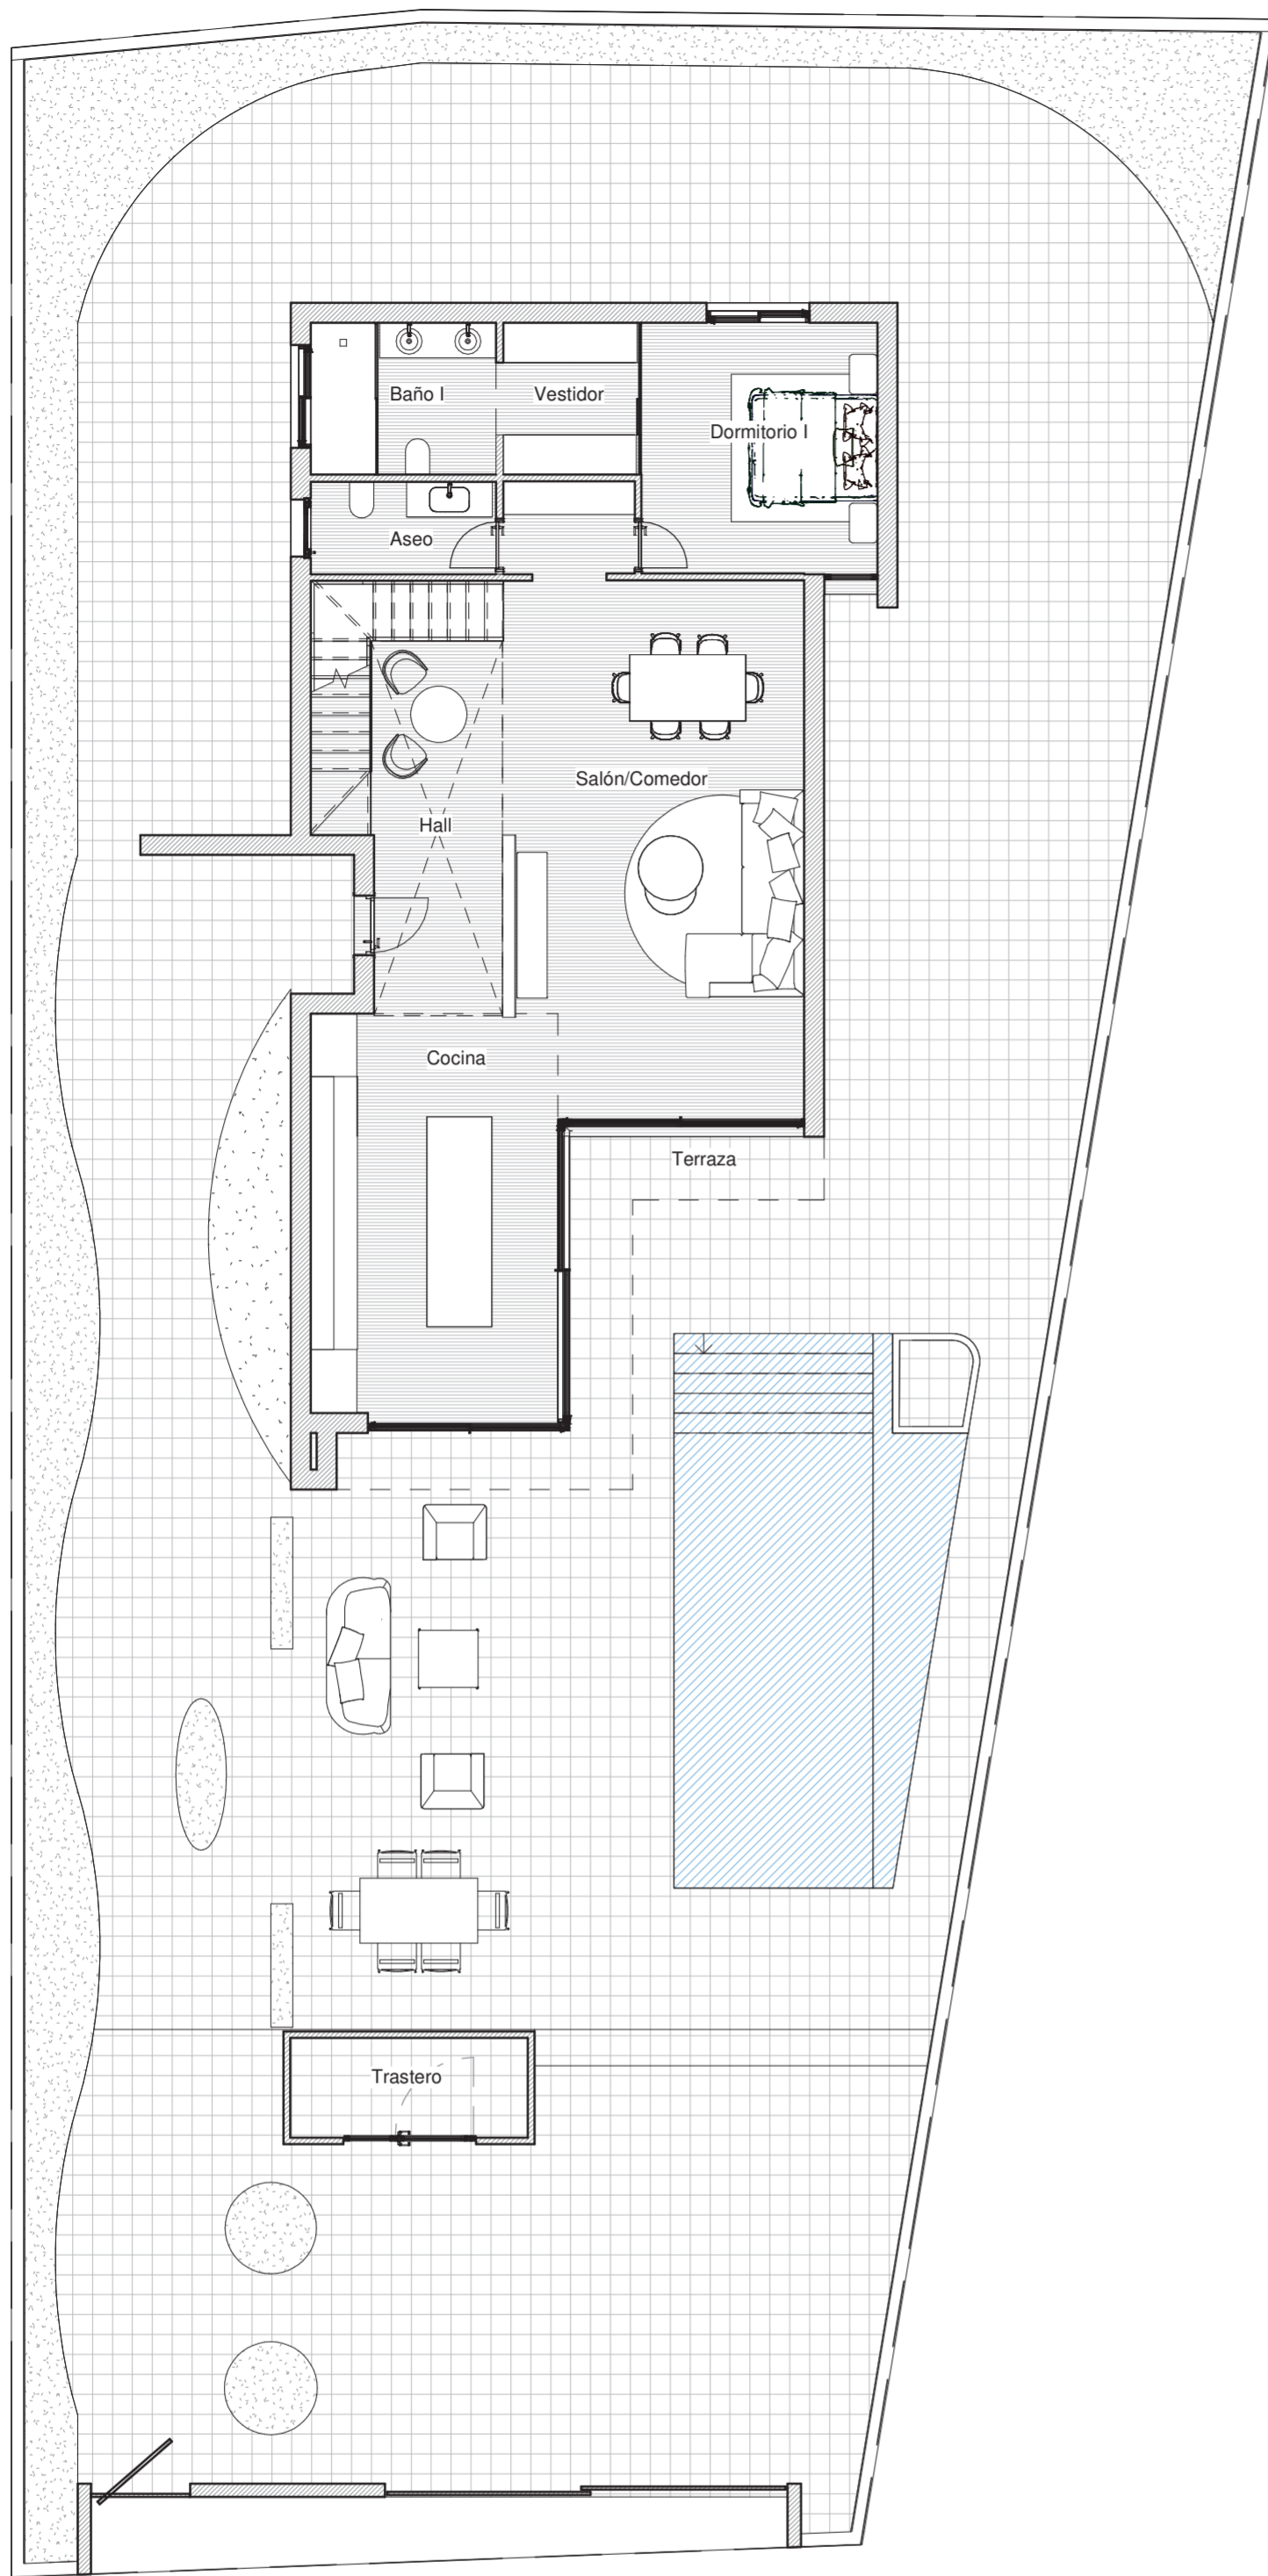 Baño I
Vestidor
Dormitorio I
Aseo
Salón/Comedor
Hall
Cocina
Terraza
Trastero